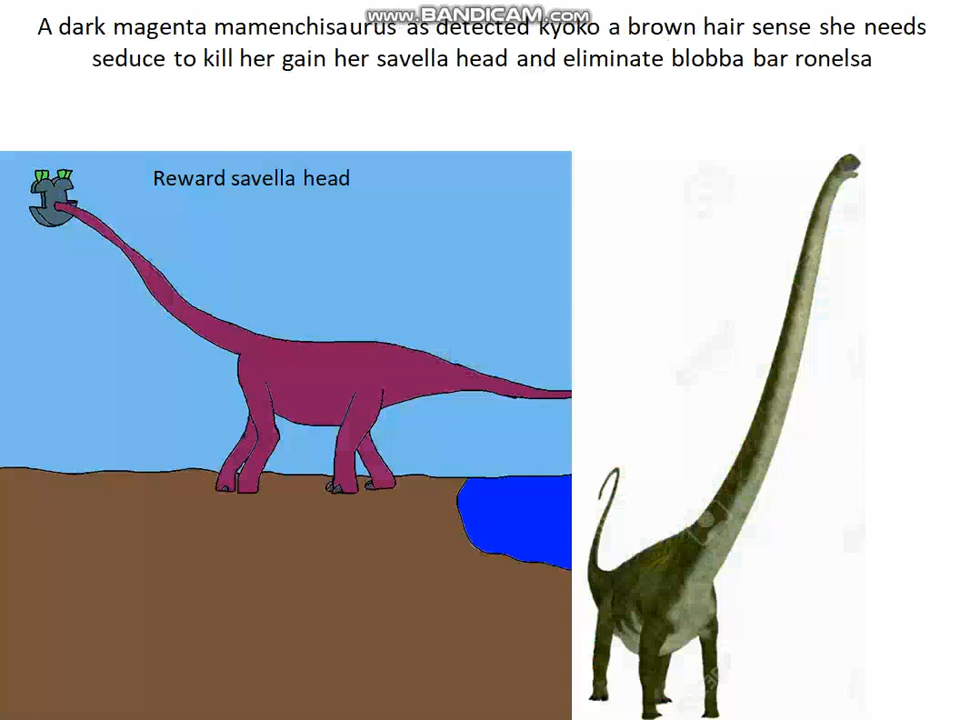 www.BANDICAM.com
A dark magenta mamenchisaurus as detected kyoko a brown hair sense she needs
seduce to kill her gain her savella head and eliminate blobba bar ronelsa
Reward savella head